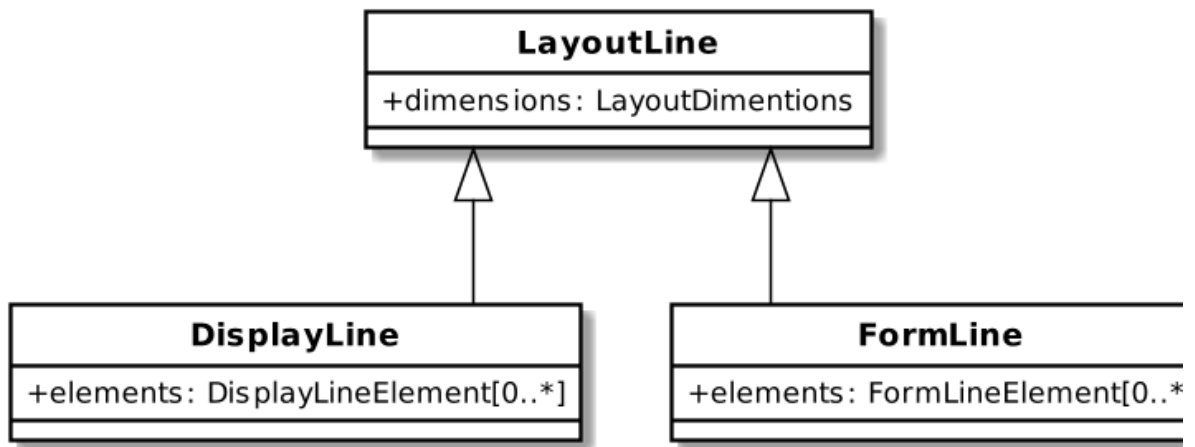 LayoutLine
+dimensions: LayoutDimentions
DisplayLine
+elements: DisplayLineElement[0..*]
FormLine
+elements: FormLineElement[0..*